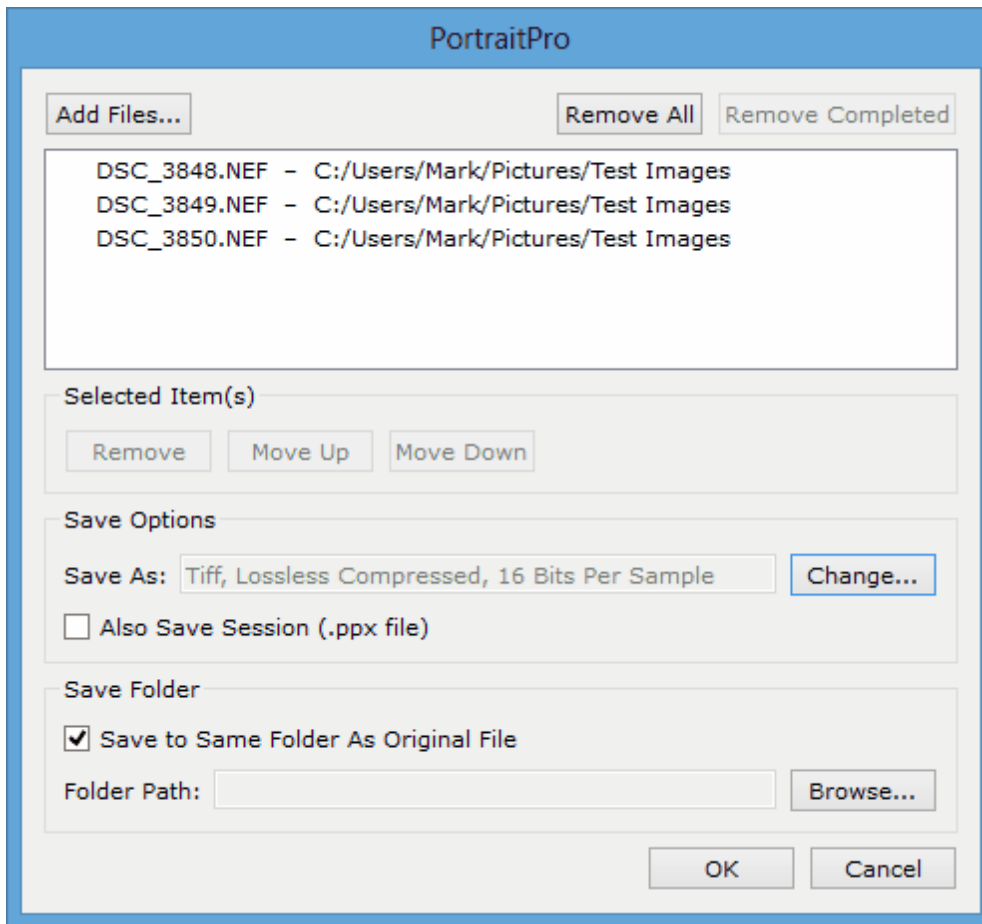 PortraitPro
Add Files... Remove All Remove Completed
DSC_3848.NEF – C:/Users/Mark/Pictures/Test Images
DSC_3849.NEF – C:/Users/Mark/Pictures/Test Images
DSC_3850.NEF – C:/Users/Mark/Pictures/Test Images
Selected Item(s)
Remove Move Up Move Down
Save Options
Save As: Tiff, Lossless Compressed, 16 Bits Per Sample Change...
Also Save Session (.ppx file)
Save Folder
Save to Same Folder As Original File
Folder Path: Browse...
OK Cancel